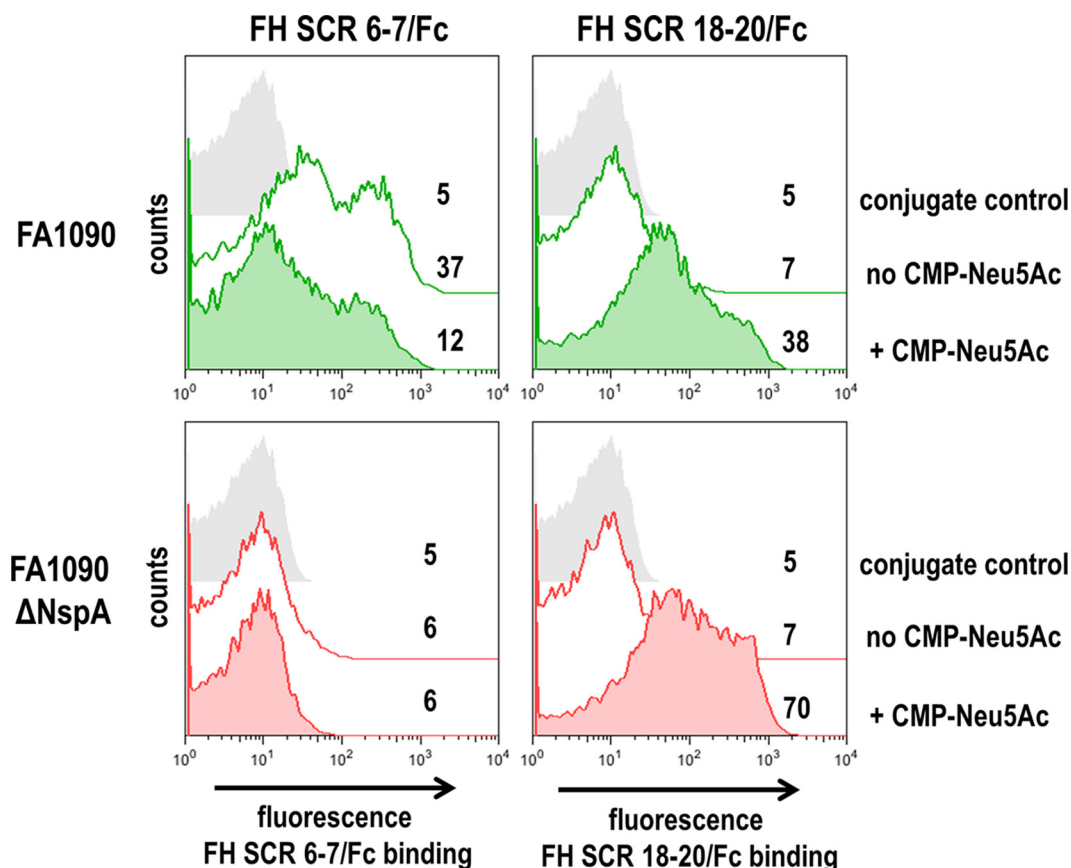 FH SCR 6-7/Fc FH SCR 18-20/Fc
FA1090
counts
5 5 conjugate control
37 7 no CMP-Neu5Ac
12 38 + CMP-Neu5Ac
10⁰ 10¹ 10² 10³ 10⁴ 10⁰ 10¹ 10² 10³ 10⁴
FA1090
ΔNspA
counts
5 5 conjugate control
6 7 no CMP-Neu5Ac
6 70 + CMP-Neu5Ac
10⁰ 10¹ 10² 10³ 10⁴ 10⁰ 10¹ 10² 10³ 10⁴
fluorescence fluorescence
FH SCR 6-7/Fc binding FH SCR 18-20/Fc binding